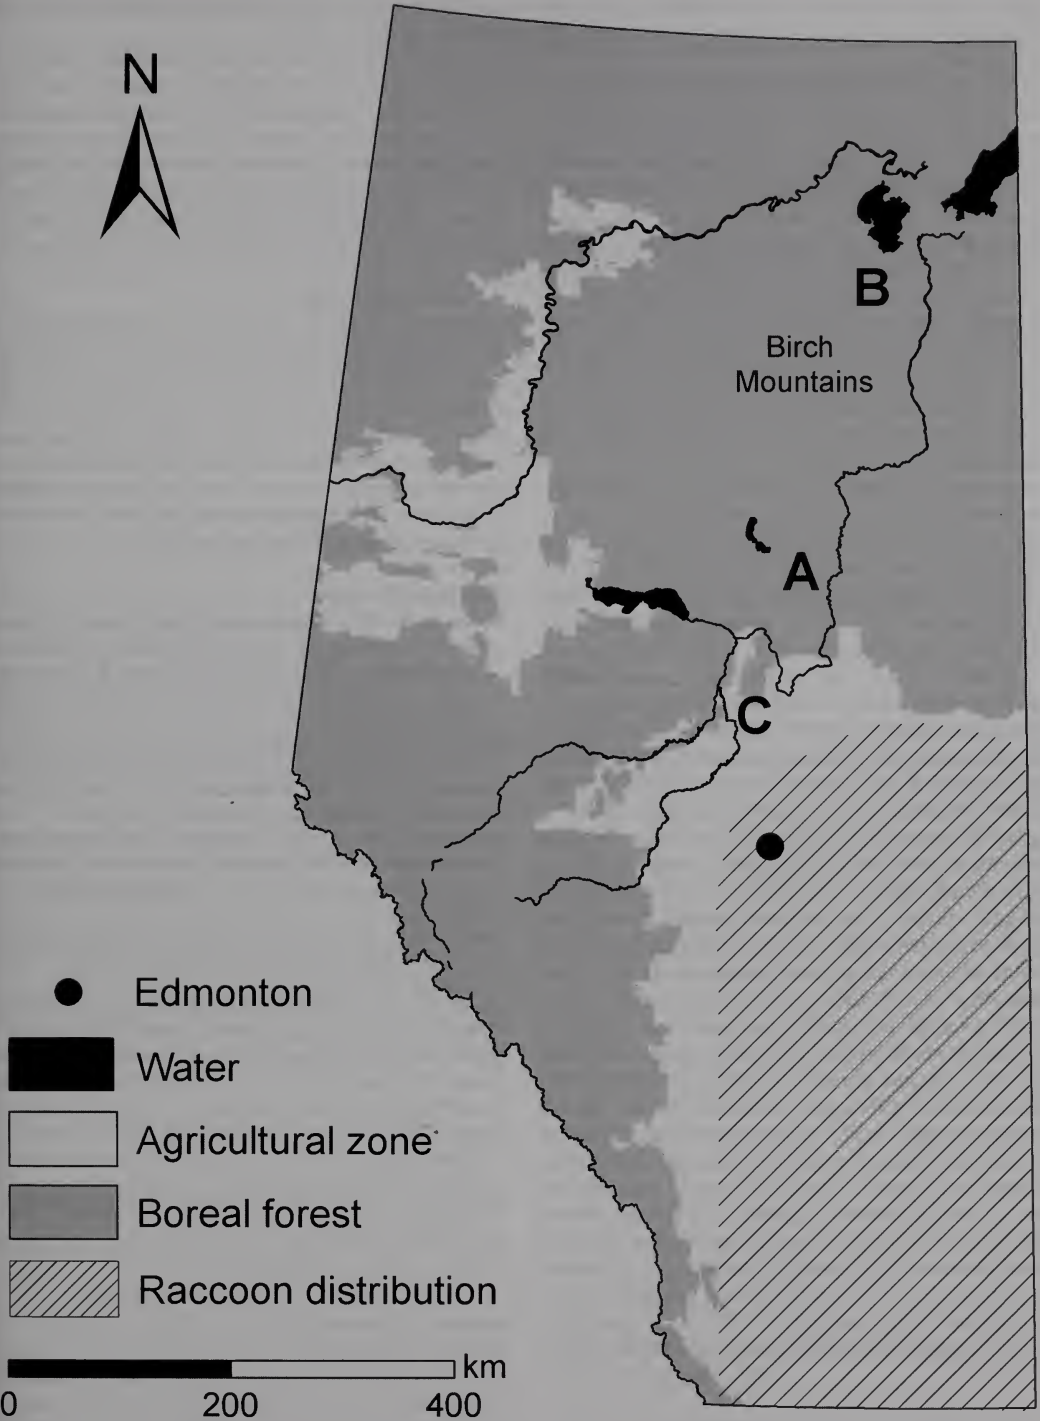 N
B
Birch
Mountains
A
C
Edmonton
Water
Agricultural zone
Boreal forest
Raccoon distribution
km
0 200 400